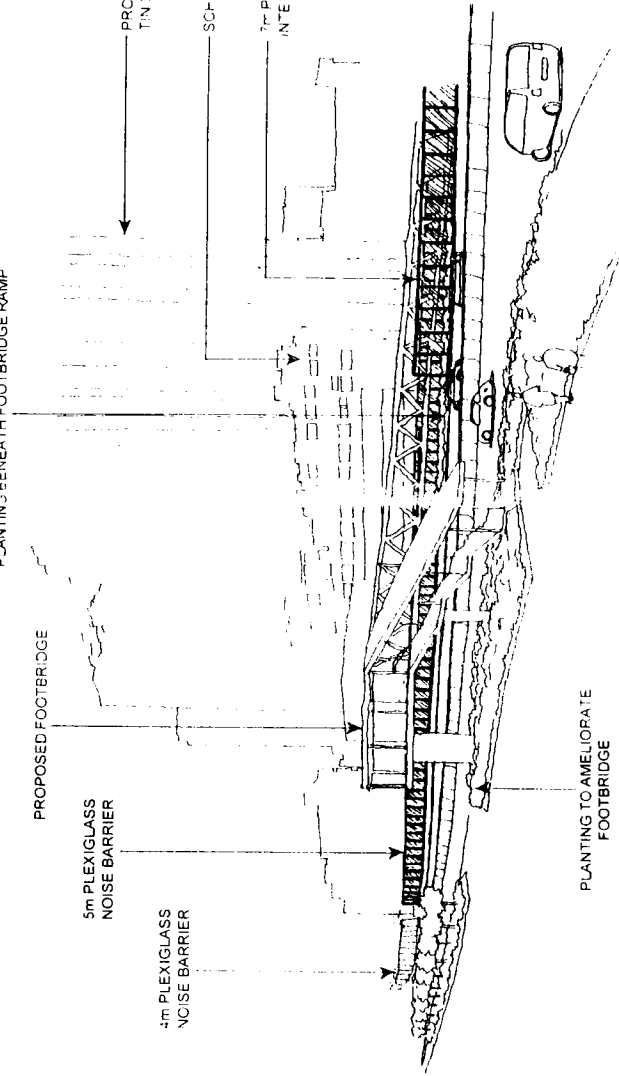 4m PLEXIGLASS
NOISE BARRIER
5m PLEXIGLASS
NOISE BARRIER
PROPOSED FOOTBRIDGE
PLANTING BENEATH FOOTBRIDGE RAMP
PLANTING TO AMELIORATE
FOOTBRIDGE